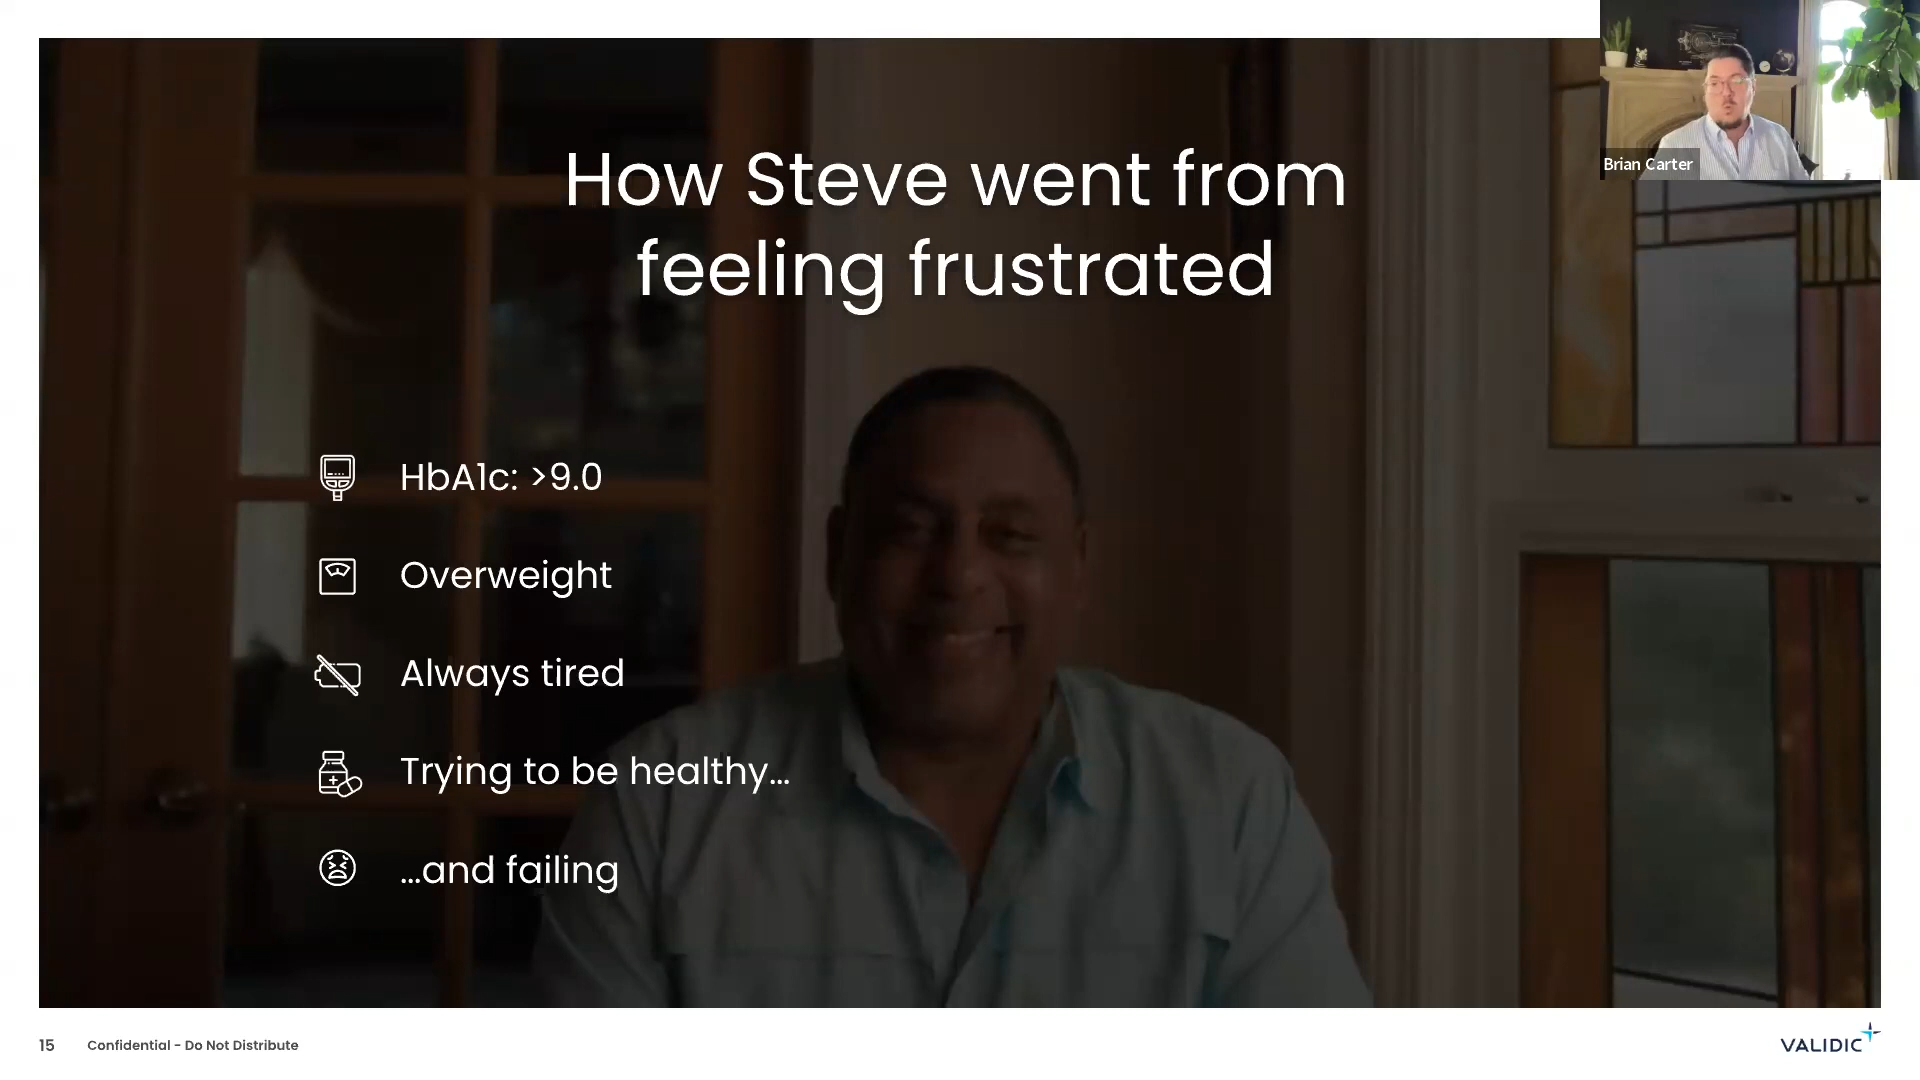 Brian Carter
How Steve went from
feeling frustrated
HbA1c: >9.0
Overweight
Always tired
Trying to be healthy...
...and failing
15 Confidential - Do Not Distribute
VALIDIC